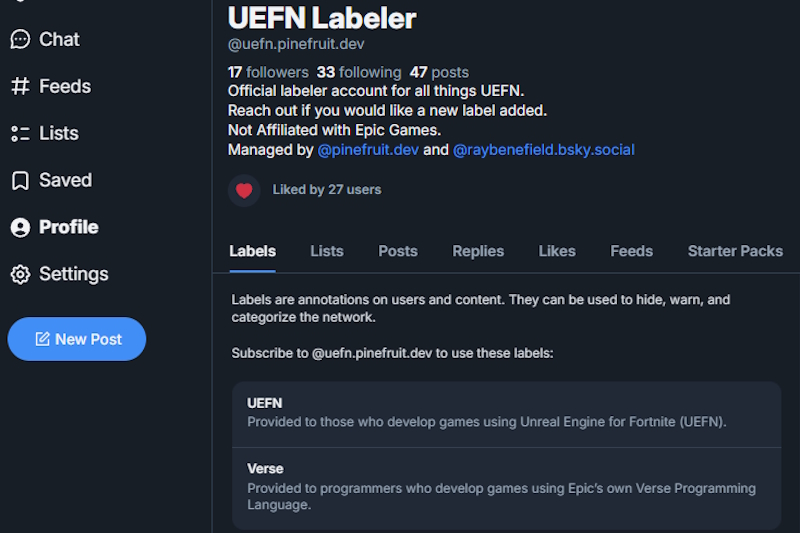 Chat
Feeds
Lists
Saved
Profile
Settings
New Post
UEFN Labeler
@uefn.pinefruit.dev
17 followers 33 following 47 posts
Official labeler account for all things UEFN.
Reach out if you would like a new label added.
Not Affiliated with Epic Games.
Managed by @pinefruit.dev and @raybenefield.bsky.social
Liked by 27 users
Labels Lists Posts Replies Likes Feeds Starter Packs
Labels are annotations on users and content. They can be used to hide, warn, and
categorize the network.
Subscribe to @uefn.pinefruit.dev to use these labels:
UEFN
Provided to those who develop games using Unreal Engine for Fortnite (UEFN).
Verse
Provided to programmers who develop games using Epic's own Verse Programming
Language.